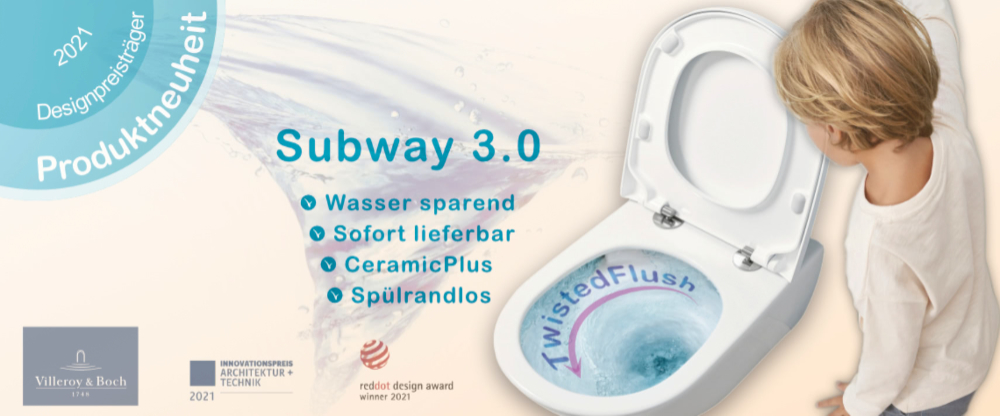 2021
Designpreisträger
Produktneuheit
Subway 3.0
Wasser sparend
Sofort lieferbar
CeramicPlus
Spülrandlos
TwistedFlush
Villeroy & Boch
1748
INNOVATIONSPREIS
ARCHITEKTUR +
TECHNIK
2021
reddot design award
winner 2021